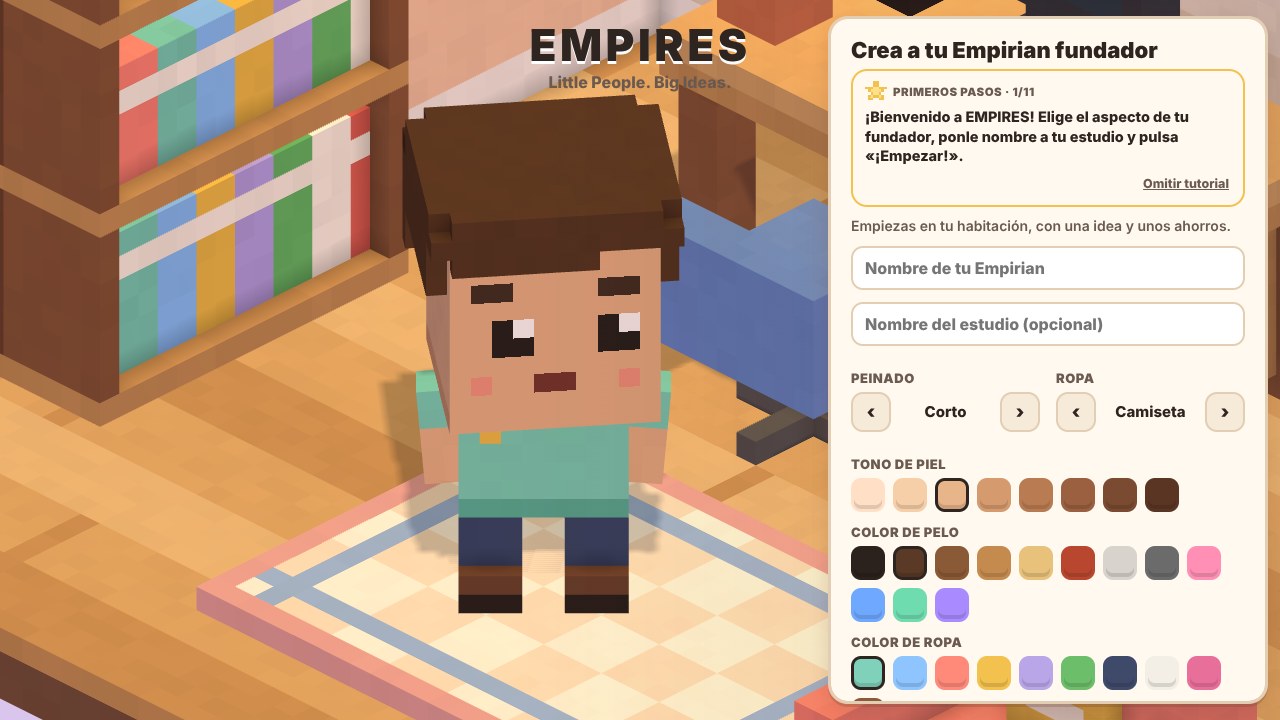 EMPIRES
Little People. Big Ideas.
Crea a tu Empirian fundador
PRIMEROS PASOS · 1/11
¡Bienvenido a EMPIRES! Elige el aspecto de tu
fundador, ponle nombre a tu estudio y pulsa
«¡Empezar!».
Omitir tutorial
Empiezas en tu habitación, con una idea y unos ahorros.
Nombre de tu Empirian
Nombre del estudio (opcional)
PEINADO
ROPA
‹ Corto ›
‹ Camiseta ›
TONO DE PIEL
COLOR DE PELO
COLOR DE ROPA